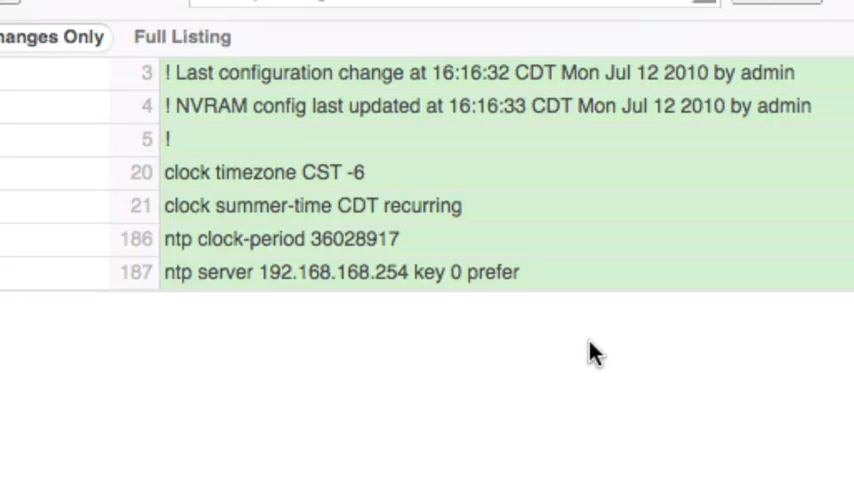 hanges Only Full Listing
3 ! Last configuration change at 16:16:32 CDT Mon Jul 12 2010 by admin
4 ! NVRAM config last updated at 16:16:33 CDT Mon Jul 12 2010 by admin
5 !
20 clock timezone CST -6
21 clock summer-time CDT recurring
186 ntp clock-period 36028917
187 ntp server 192.168.168.254 key 0 prefer